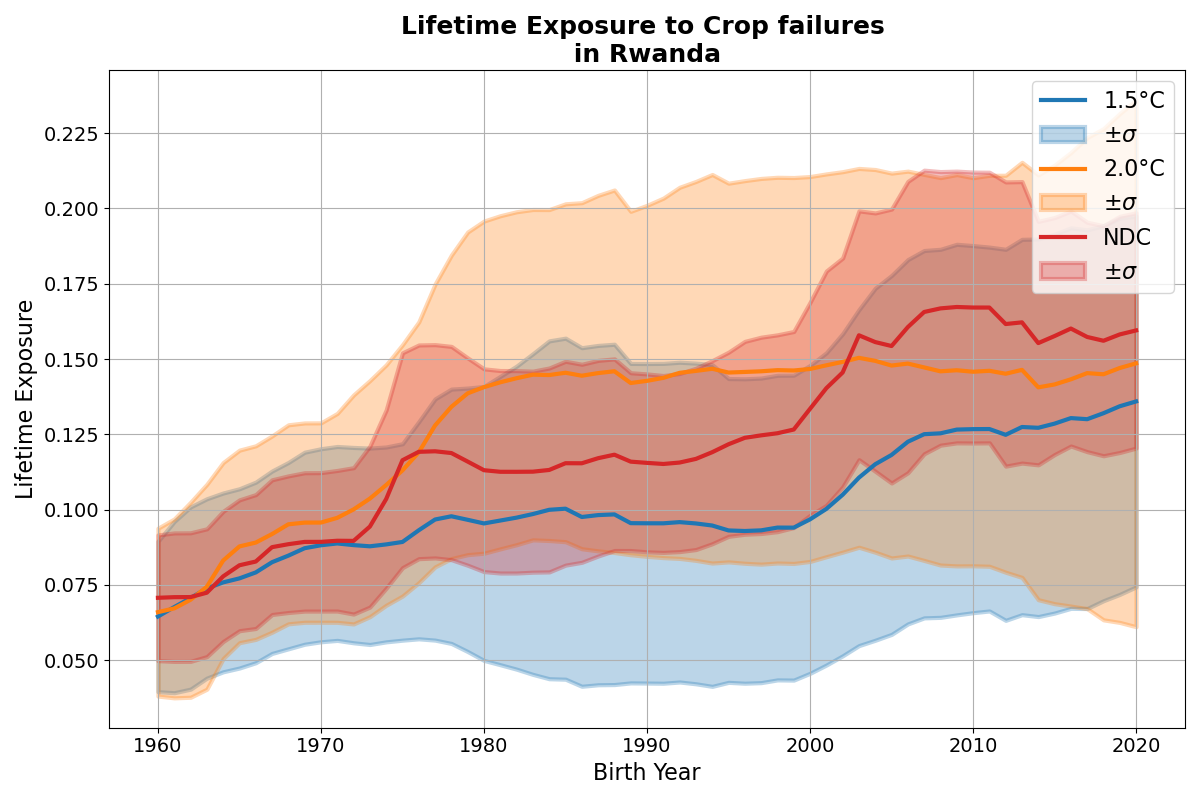 Lifetime Exposure to Crop failures
in Rwanda
Lifetime Exposure
0.225
0.200
0.175
0.150
0.125
0.100
0.075
0.050
1.5°C
±σ
2.0°C
±σ
NDC
±σ
1960 1970 1980 1990 2000 2010 2020
Birth Year